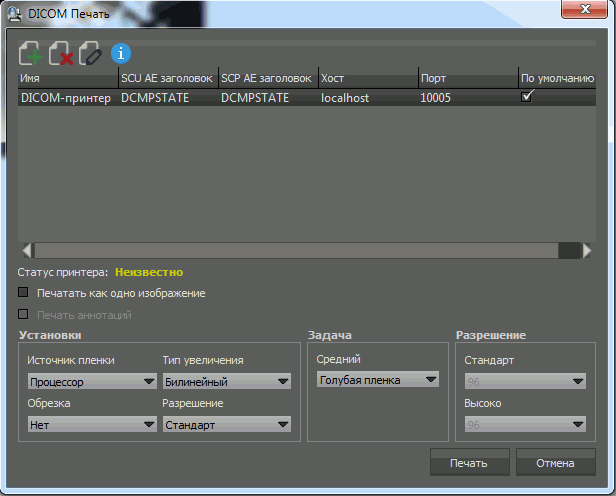 DICOM Печать
Имя SCU AE заголовок SCP AE заголовок Хост Порт По умолчанию
DICOM-принтер DCMPSTATE DCMPSTATE localhost 10005
Статус принтера: Неизвестно
Печатать как одно изображение
Печать аннотаций
Установки Задача Разрешение
Источник пленки Тип увеличения Средний Стандарт
Процессор Билинейный Голубая пленка 96
Обрезка Разрешение Высоко
Нет Стандарт 96
Печать Отмена